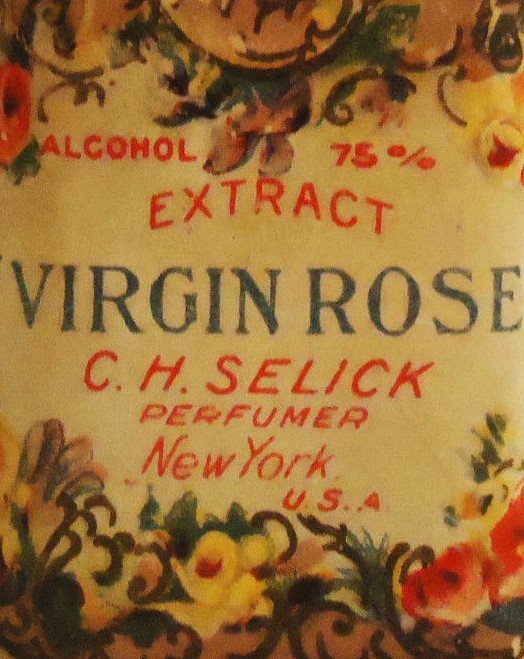 ALCOHOL 75%
EXTRACT
"VIRGIN ROSE
C. H. SELICK
PERFUMER
New York.
U.S.A